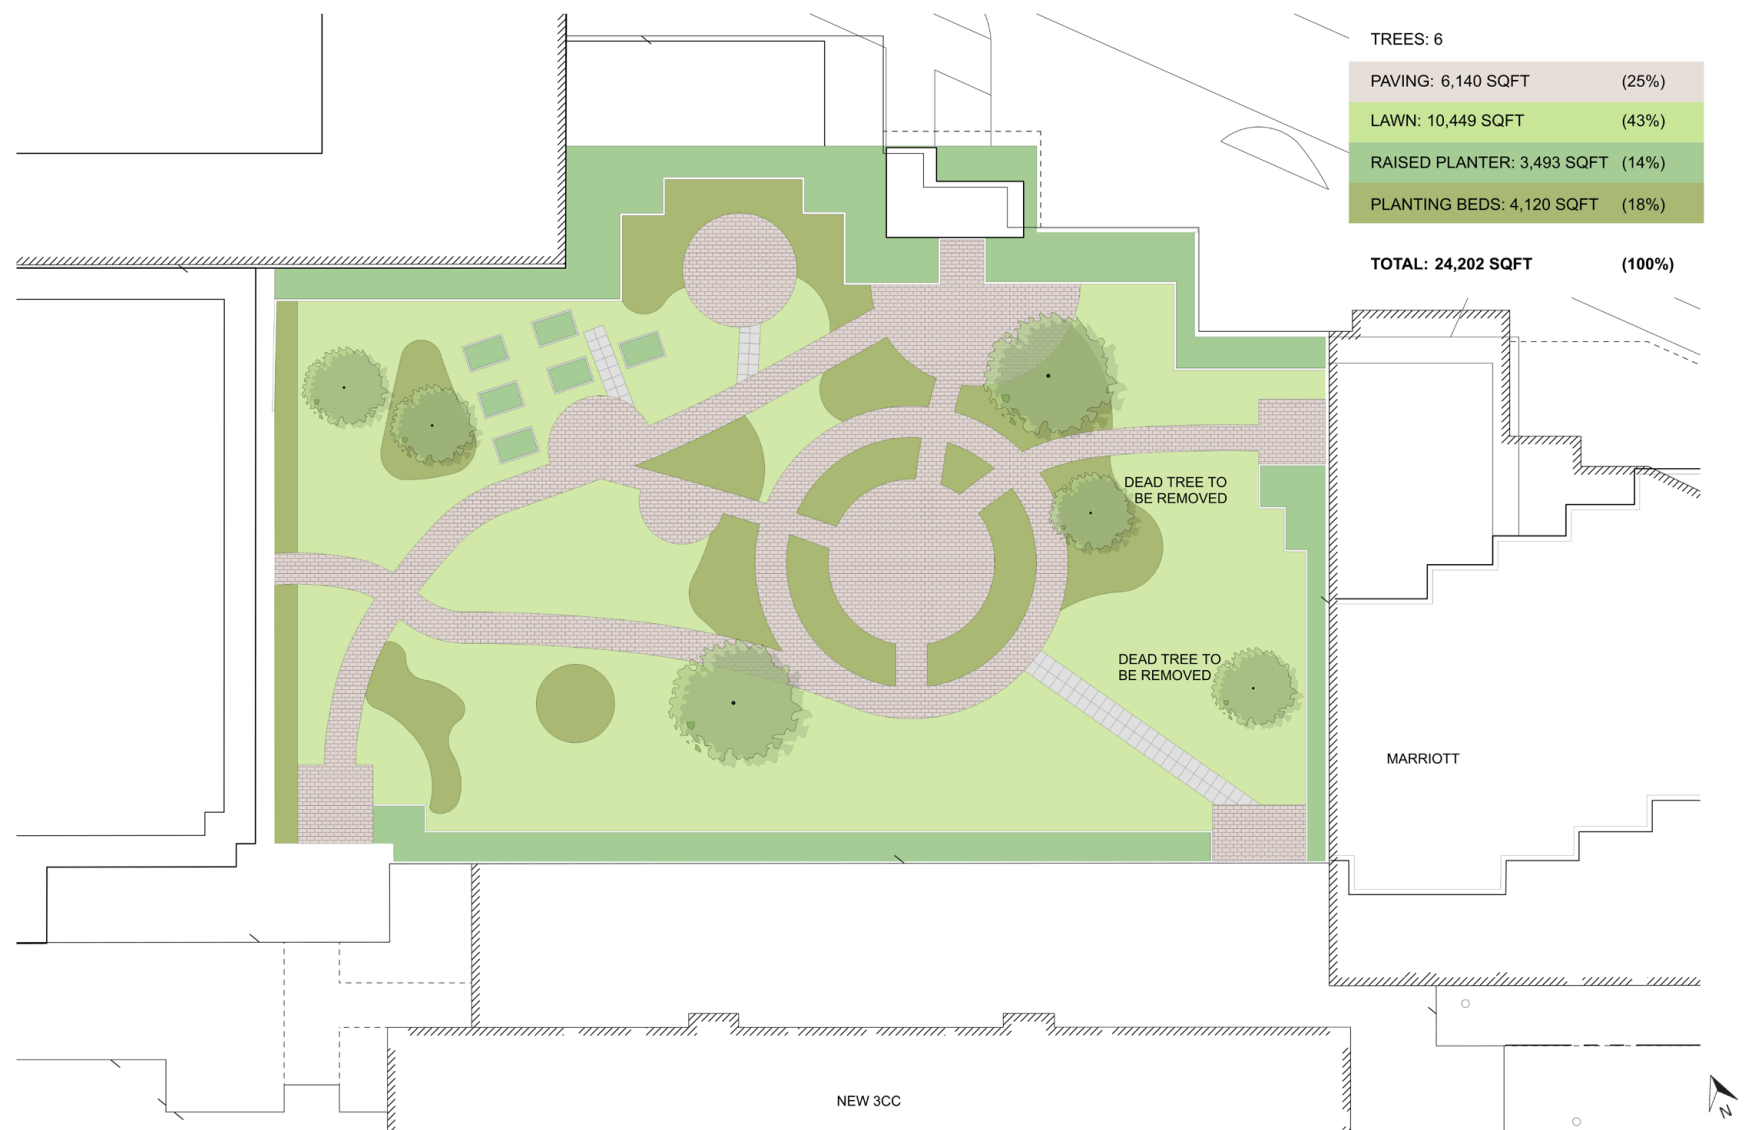 TREES: 6
PAVING: 6,140 SQFT (25%)
LAWN: 10,449 SQFT (43%)
RAISED PLANTER: 3,493 SQFT (14%)
PLANTING BEDS: 4,120 SQFT (18%)
TOTAL: 24,202 SQFT (100%)
DEAD TREE TO
BE REMOVED
DEAD TREE TO
BE REMOVED
MARRIOTT
NEW 3CC
N